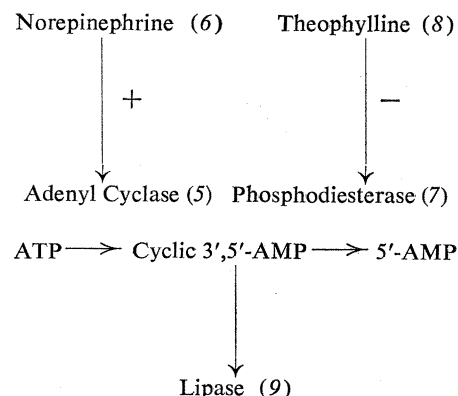 Norepinephrine (6) Theophylline (8)
+ −
Adenyl Cyclase (5) Phosphodiesterase (7)
ATP Cyclic 3′,5′-AMP 5′-AMP
Lipase (9)